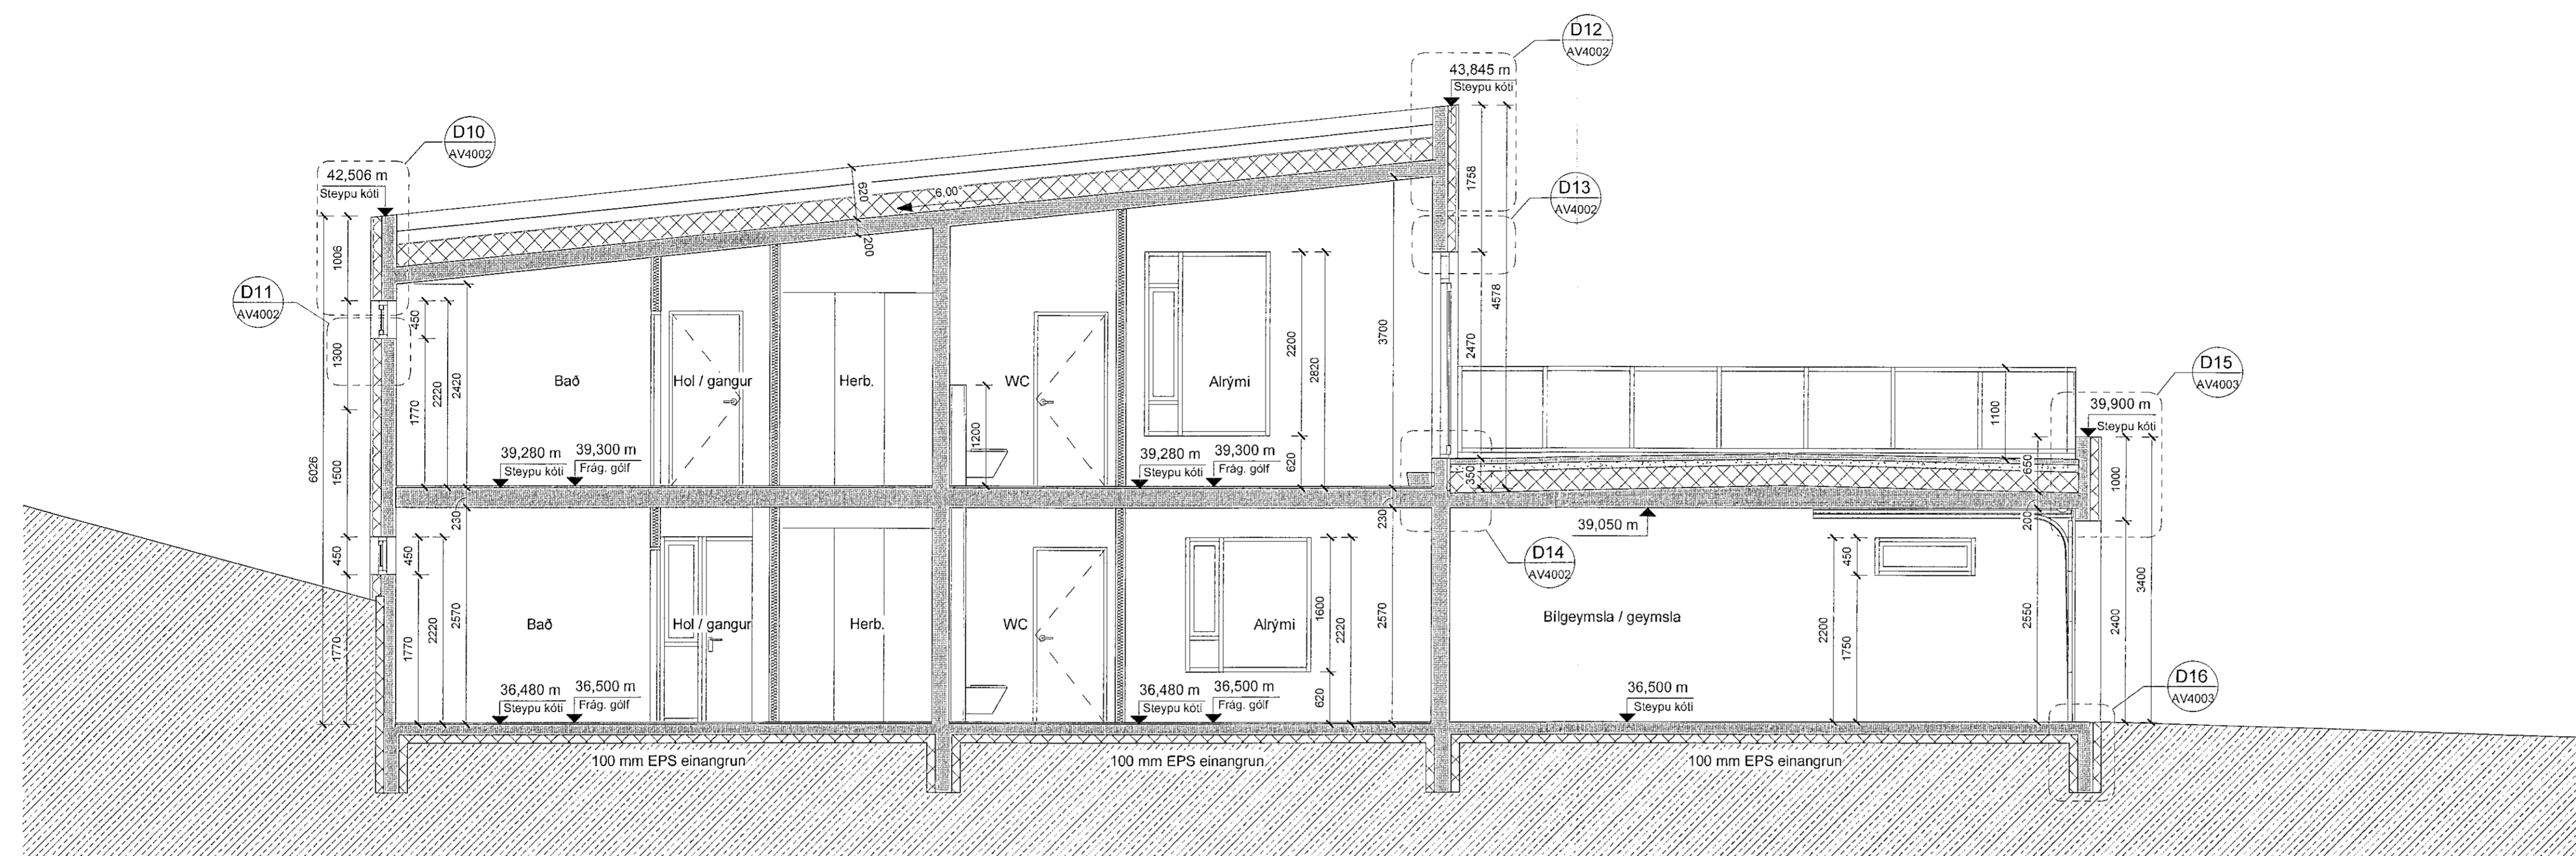 D12
AV4002
43,845 m
Steypu kóti
D10
AV4002
42,506 m
Steypu kóti
D13
AV4002
1758
620
6.00°
200
1006
D11
AV4002
450
1300
2220
2420
1770
6026
1500
Bað
Hol / gangur
Herb.
WC
Alrými
1200
2200
2820
3700
620
2470
4578
1100
D15
AV4003
39,900 m
Steypu kóti
39,280 m
Steypu kóti
39,300 m
Frág. gólf
39,280 m
Steypu kóti
39,300 m
Frág. gólf
350
650
1000
230
230
200
39,050 m
D14
AV4002
450
450
1770
1770
2220
2570
Bað
Hol / gangur
Herb.
WC
Alrými
1600
2220
620
2570
Bílgeymsla / geymsla
2200
450
1750
2550
2400
3400
36,480 m
Steypu kóti
36,500 m
Frág. gólf
36,480 m
Steypu kóti
36,500 m
Frág. gólf
36,500 m
Steypu kóti
D16
AV4003
100 mm EPS einangrun
100 mm EPS einangrun
100 mm EPS einangrun